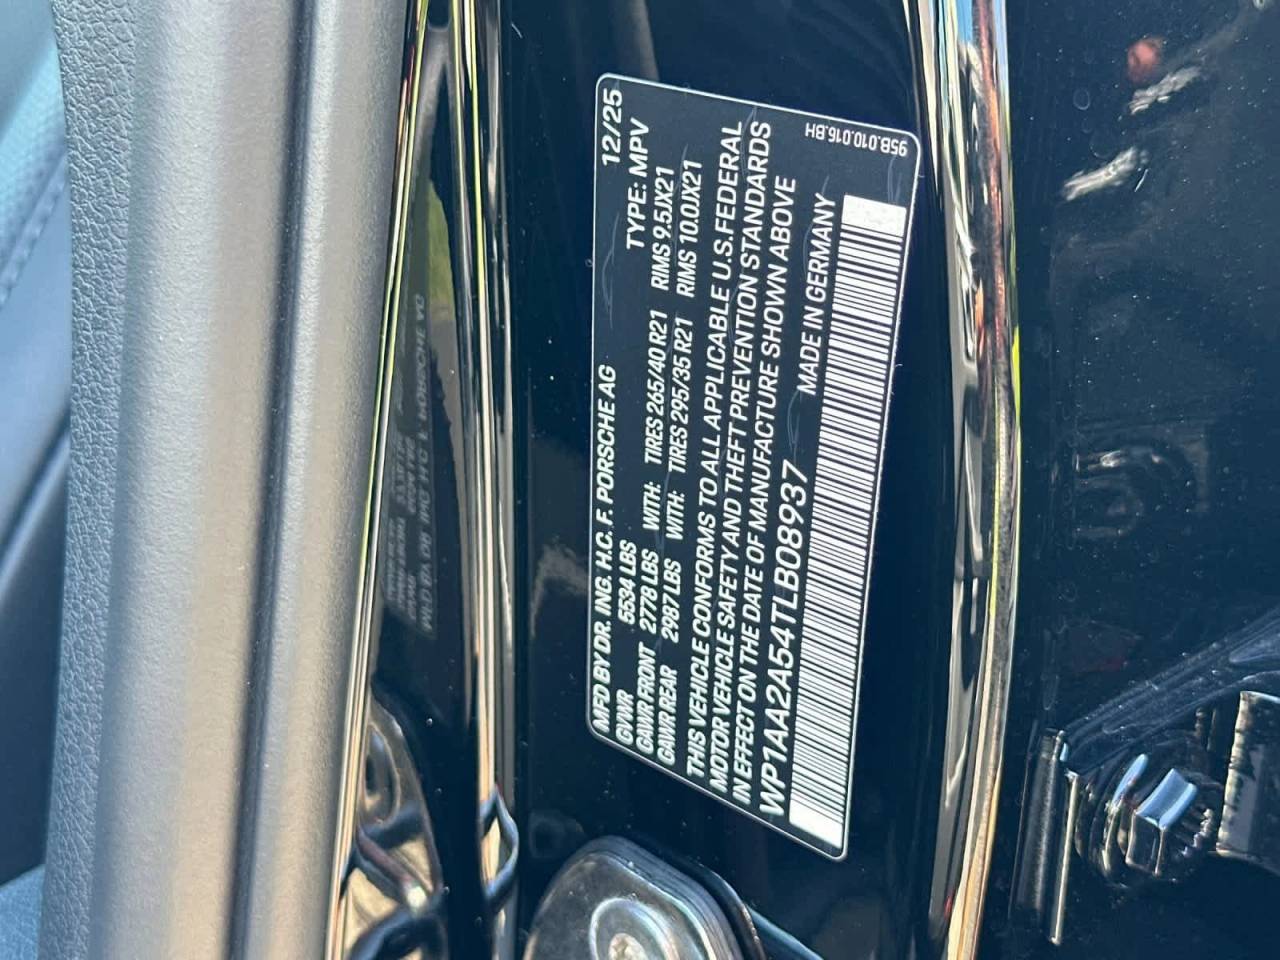 MFD BY DR. ING. H.C. F. PORSCHE AG 12/25
GVWR 5534 LBS TYPE: MPV
GAWR FRONT 2778 LBS WITH: TIRES 265/40 R21 RIMS 9.5JX21
GAWR REAR 2987 LBS WITH: TIRES 295/35 R21 RIMS 10.0JX21
THIS VEHICLE CONFORMS TO ALL APPLICABLE U.S. FEDERAL
MOTOR VEHICLE SAFETY AND THEFT PREVENTION STANDARDS
IN EFFECT ON THE DATE OF MANUFACTURE SHOWN ABOVE
WP1AA2A54TLB08937 MADE IN GERMANY
95B.010.016.BH